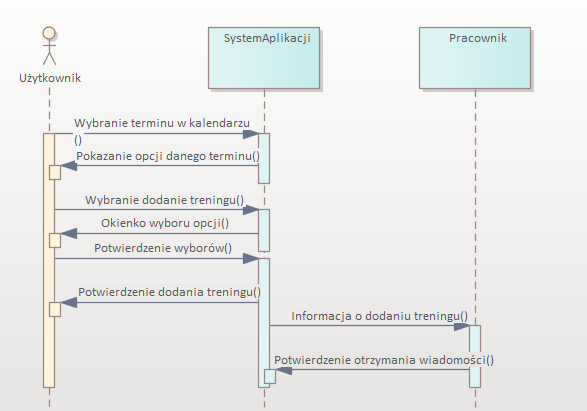 SystemAplikacji
Pracownik
Użytkownik
Wybranie terminu w kalendarzu
()
Pokazanie opcji danego terminu()
Wybranie dodanie treningu()
Okienko wyboru opcji()
Potwierdzenie wyborów()
Potwierdzenie dodania treningu()
Informacja o dodaniu treningu()
Potwierdzenie otrzymania wiadomości()